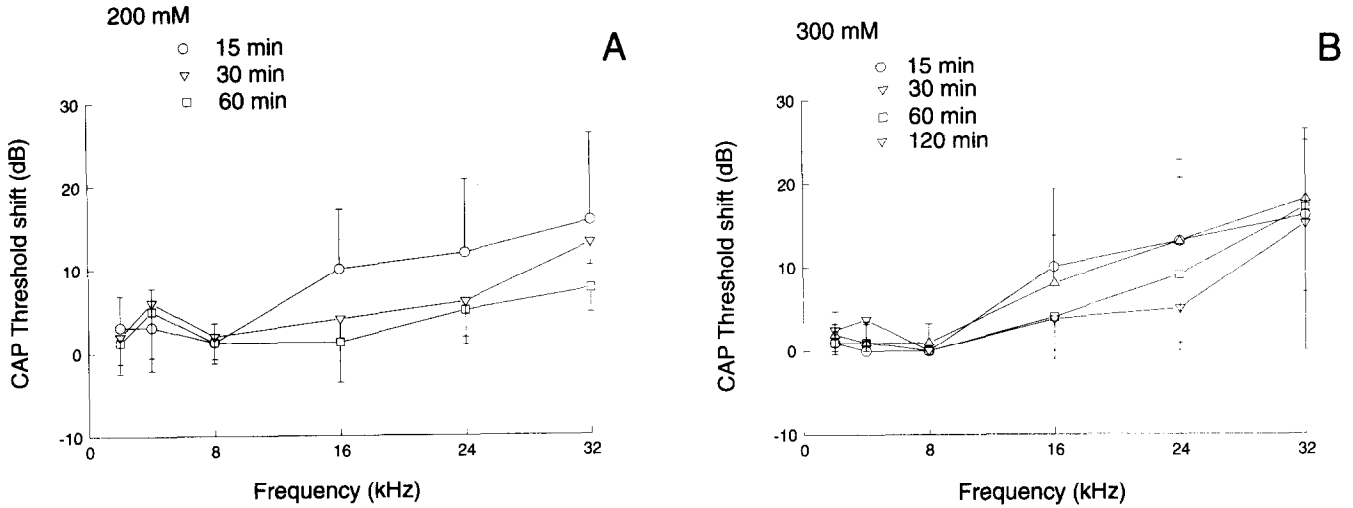 200 mM
15 min
30 min
60 min
A
CAP Threshold shift (dB)
30
20
10
0
-10
0
8
16
24
32
Frequency (kHz)
300 mM
15 min
30 min
60 min
120 min
B
CAP Threshold shift (dB)
30
20
10
0
-10
0
8
16
24
32
Frequency (kHz)